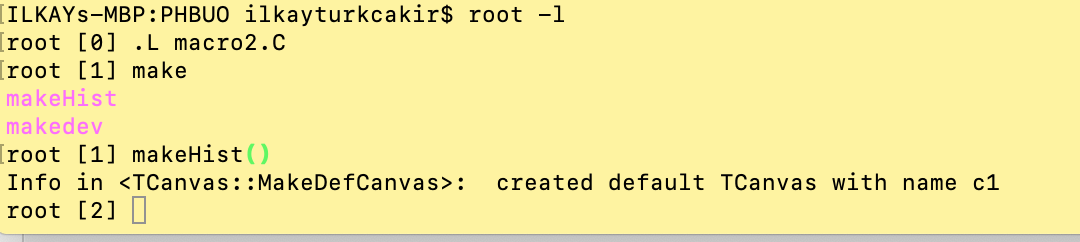 [ILKAYs-MBP:PHBUO ilkayturkcakir$ root -l
[root [0] .L macro2.C
[root [1] make
makeHist
makedev
[root [1] makeHist()
Info in <TCanvas::MakeDefCanvas>:  created default TCanvas with name c1
root [2]